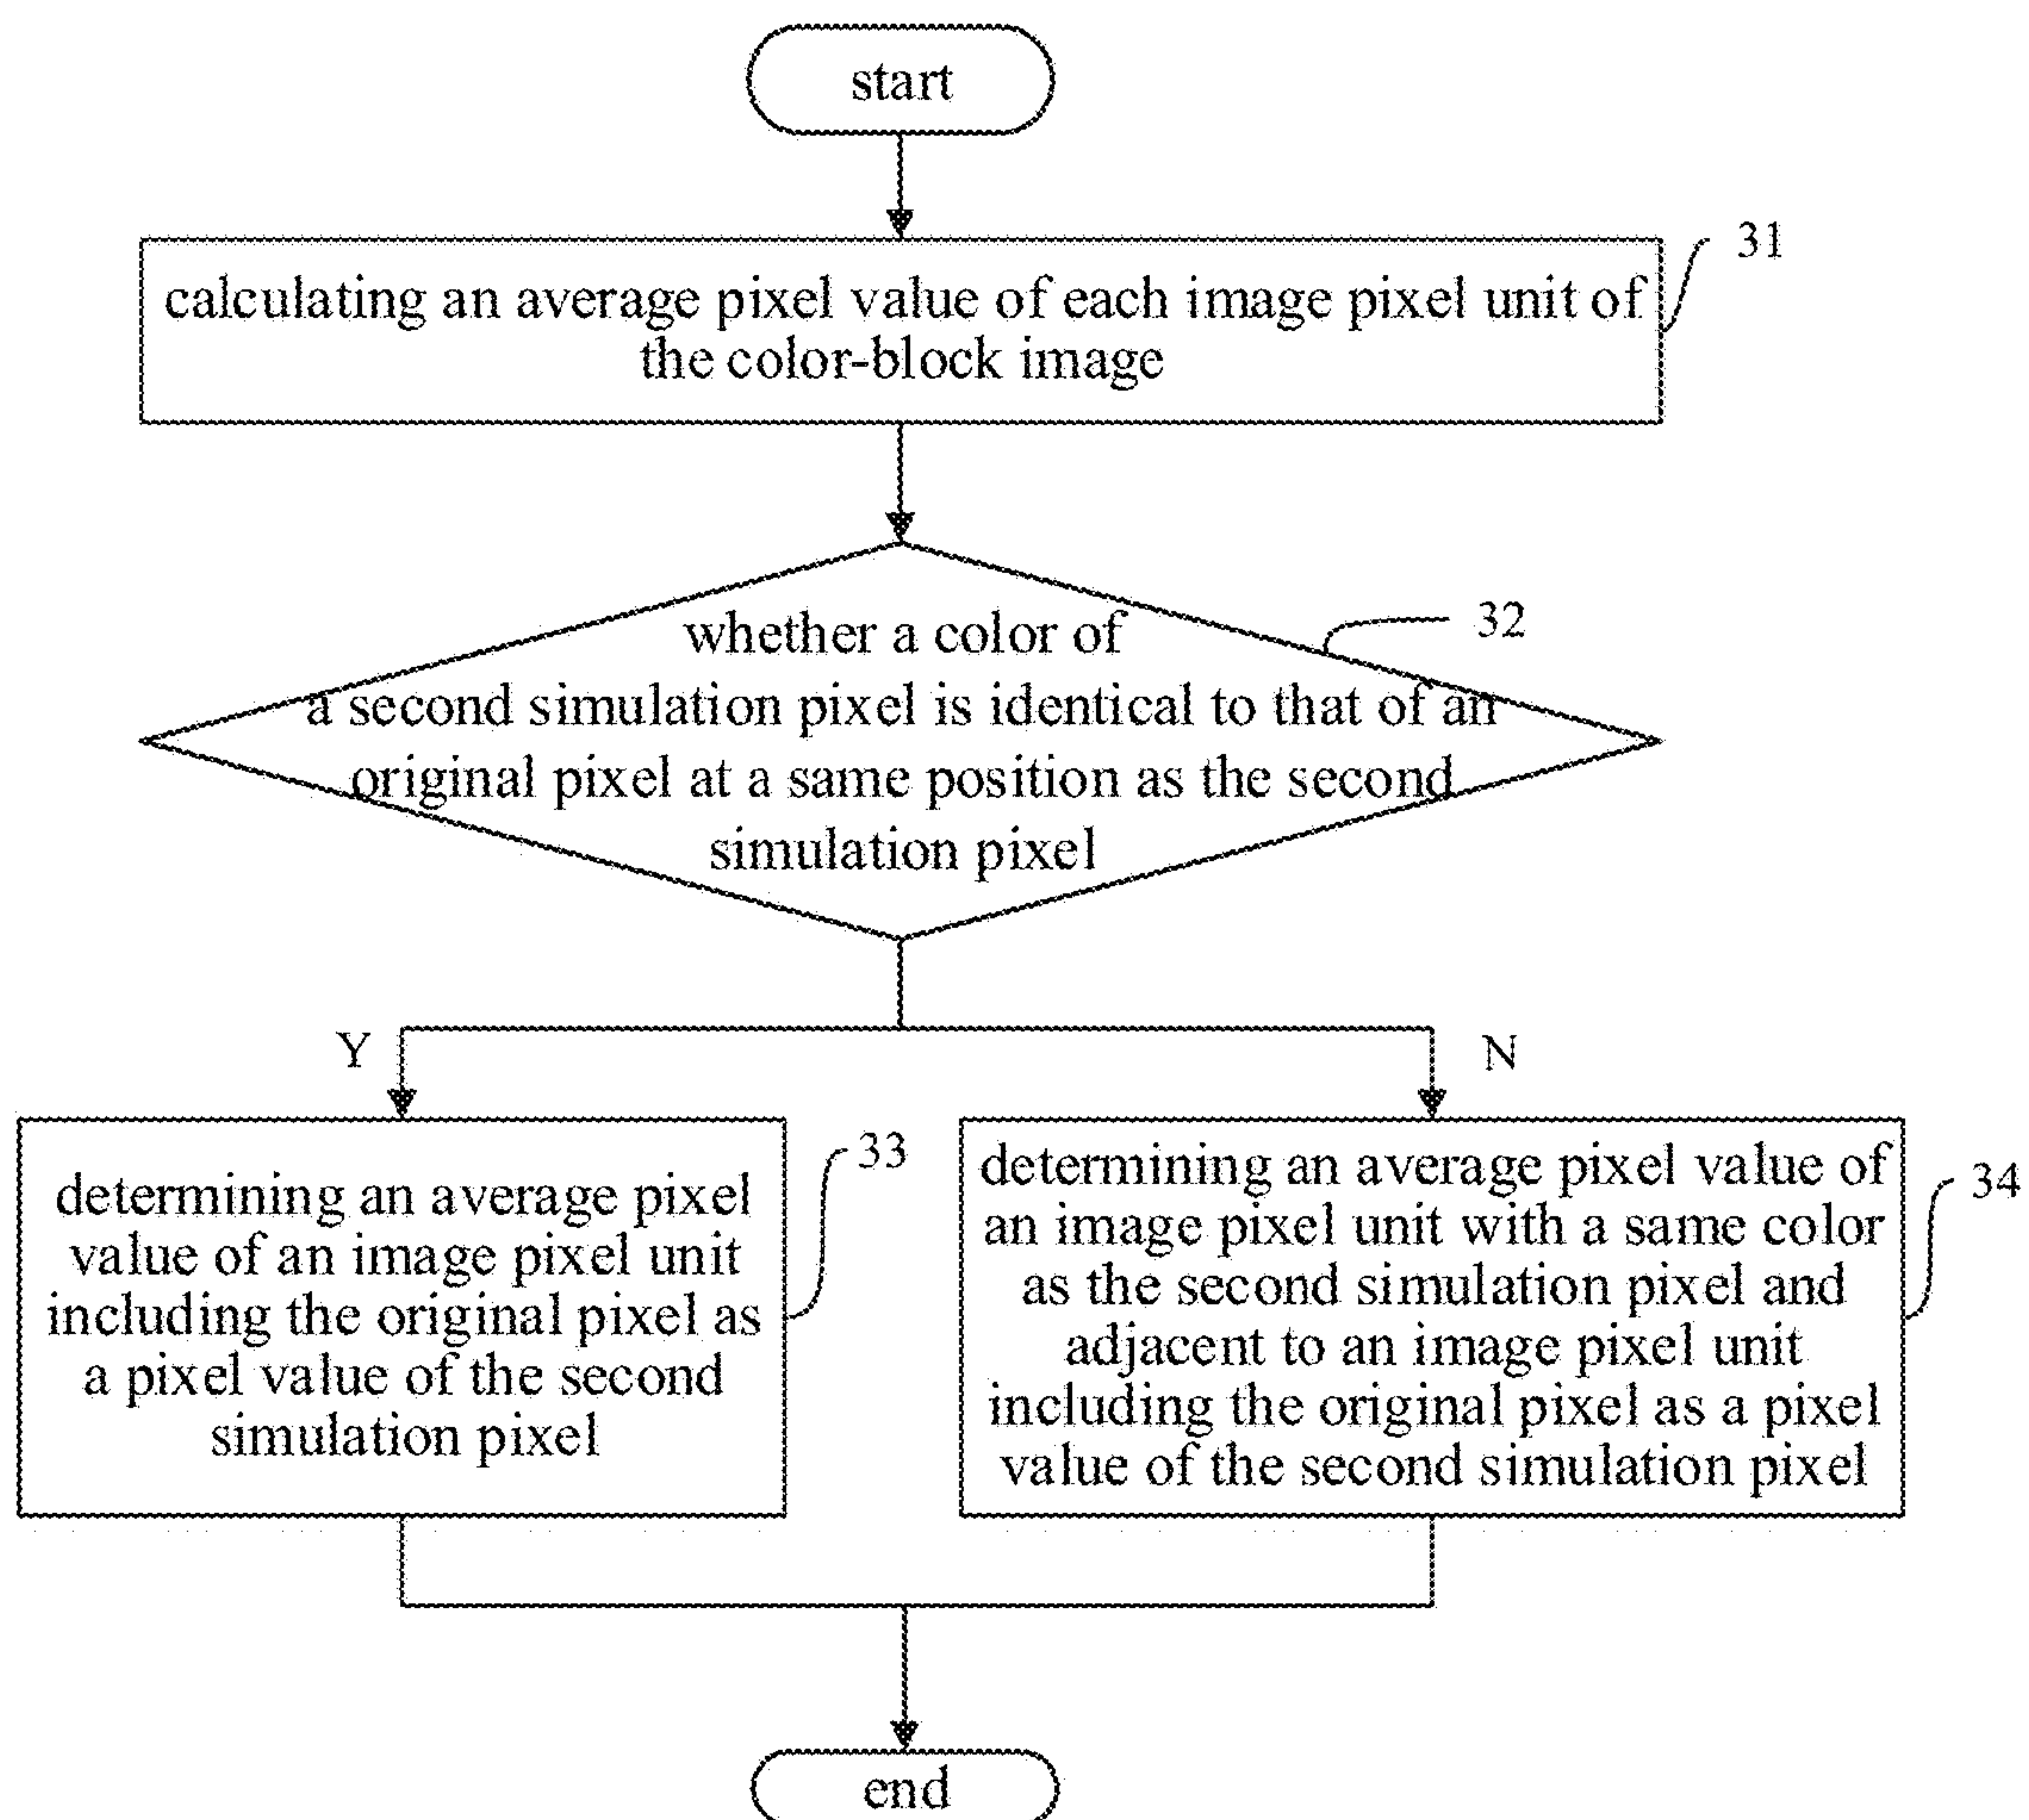 start
31
calculating an average pixel value of each image pixel unit of
the color-block image
32
whether a color of
a second simulation pixel is identical to that of an
original pixel at a same position as the second
simulation pixel
Y
N
33
determining an average pixel
value of an image pixel unit
including the original pixel as
a pixel value of the second
simulation pixel
34
determining an average pixel value of
an image pixel unit with a same color
as the second simulation pixel and
adjacent to an image pixel unit
including the original pixel as a pixel
value of the second simulation pixel
end